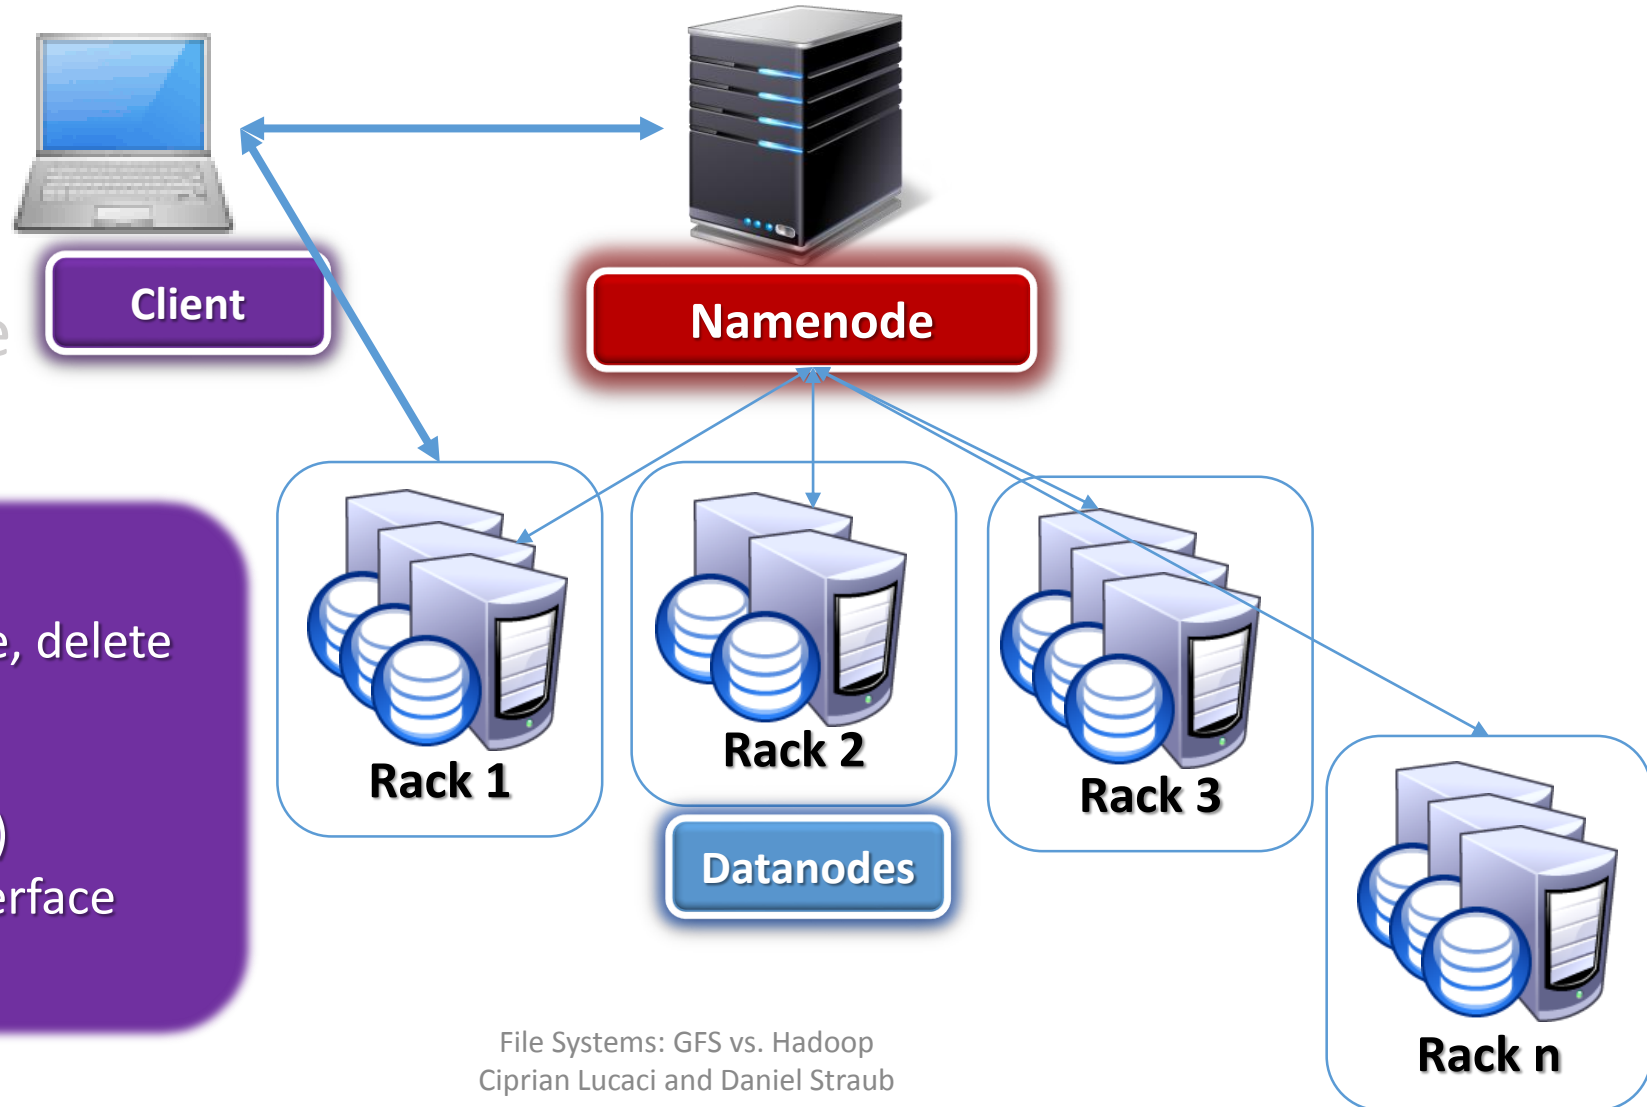 Client
Namenode
e
e, delete
)
erface
Rack 1
Rack 2
Rack 3
Datanodes
Rack n
File Systems: GFS vs. Hadoop
Ciprian Lucaci and Daniel Straub